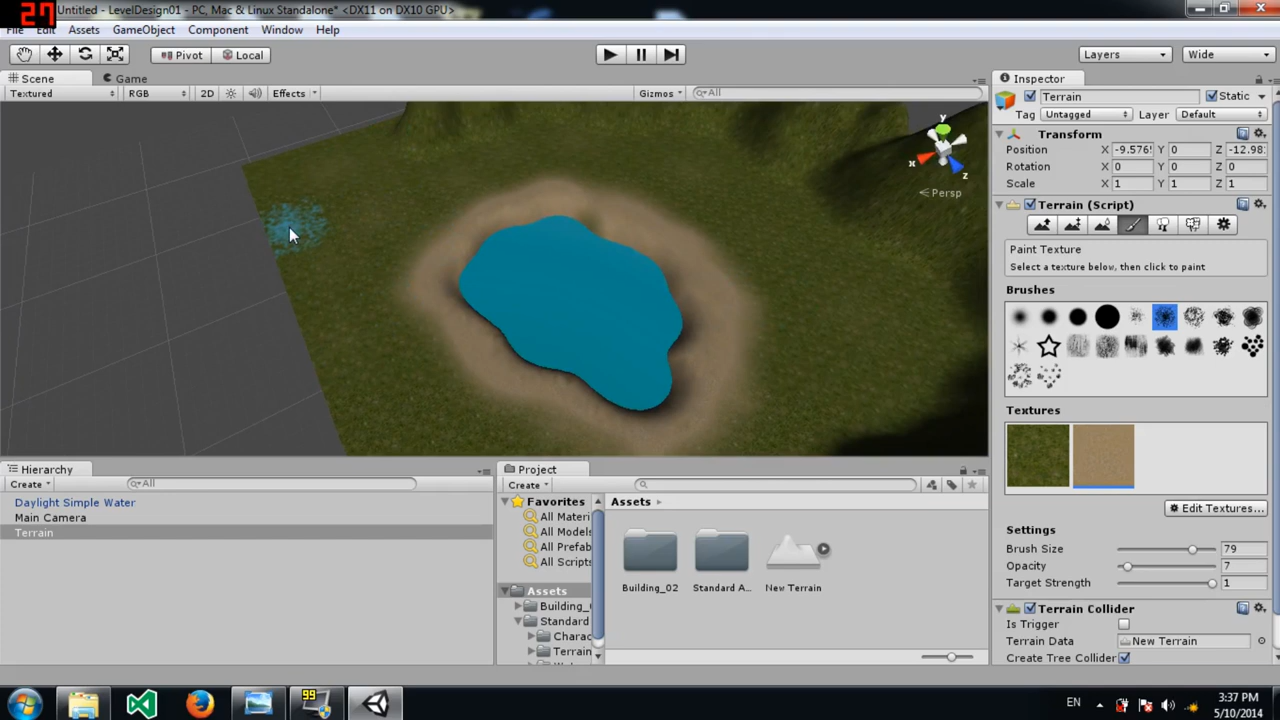 27
Untitled - LevelDesign01 - PC, Mac & Linux Standalone* <DX11 on DX10 GPU>
File Edit Assets GameObject Component Window Help
Pivot Local Layers Wide
Scene Game
Textured RGB 2D Effects Gizmos All
y
x
z
Persp
Inspector
Terrain Static
Tag Untagged Layer Default
Transform
Position X -9.576! Y 0 Z -12.98:
Rotation X 0 Y 0 Z 0
Scale X 1 Y 1 Z 1
Terrain (Script)
Paint Texture
Select a texture below, then click to paint
Brushes
Textures
Edit Textures...
Settings
Brush Size 79
Opacity 7
Target Strength 1
Terrain Collider
Is Trigger
Terrain Data New Terrain
Create Tree Collider
Hierarchy
Create All
Daylight Simple Water
Main Camera
Terrain
Project
Create
Favorites
All Materi
All Models
All Prefab
All Scripts
Assets
Building_
Standard
Charac
Terrain
Assets
Building_02 Standard A... New Terrain
99
EN
3:37 PM
5/10/2014